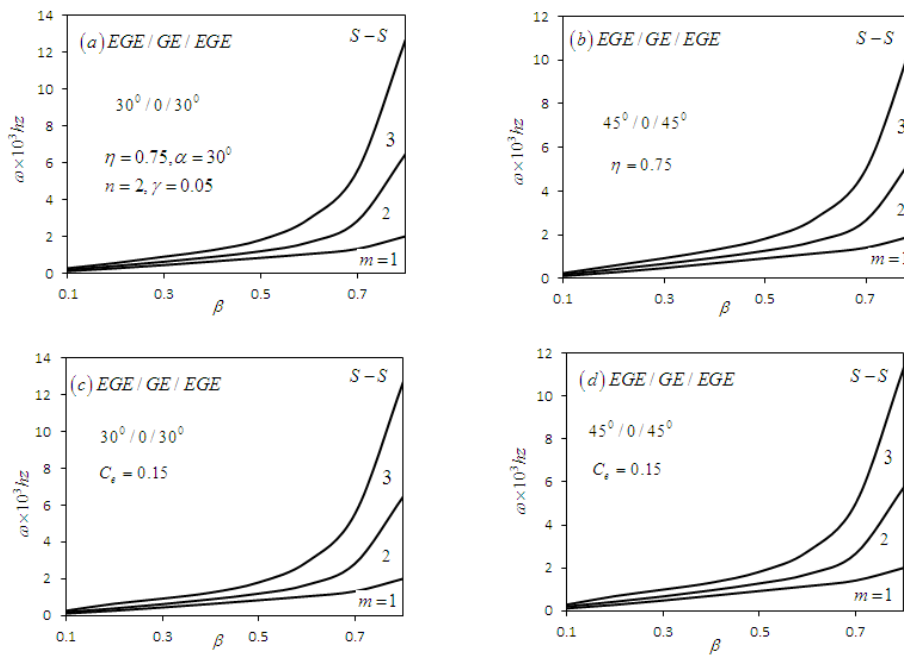 (a) EGE / GE / EGE
S – S
30⁰ / 0 / 30⁰
η = 0.75, α = 30⁰
n = 2, γ = 0.05
3
2
m = 1
14
12
10
8
6
4
2
0
0.1
0.3
0.5
0.7
β
ω×10³hz
(b) EGE / GE / EGE
S – S
45⁰ / 0 / 45⁰
η = 0.75
3
2
m = 1
12
10
8
6
4
2
0
0.1
0.3
0.5
0.7
β
ω×10³hz
(c) EGE / GE / EGE
S – S
30⁰ / 0 / 30⁰
Cₑ = 0.15
3
2
m = 1
14
12
10
8
6
4
2
0
0.1
0.3
0.5
0.7
β
ω×10³hz
(d) EGE / GE / EGE
S – S
45⁰ / 0 / 45⁰
Cₑ = 0.15
3
2
m = 1
12
10
8
6
4
2
0
0.1
0.3
0.5
0.7
β
ω×10³hz